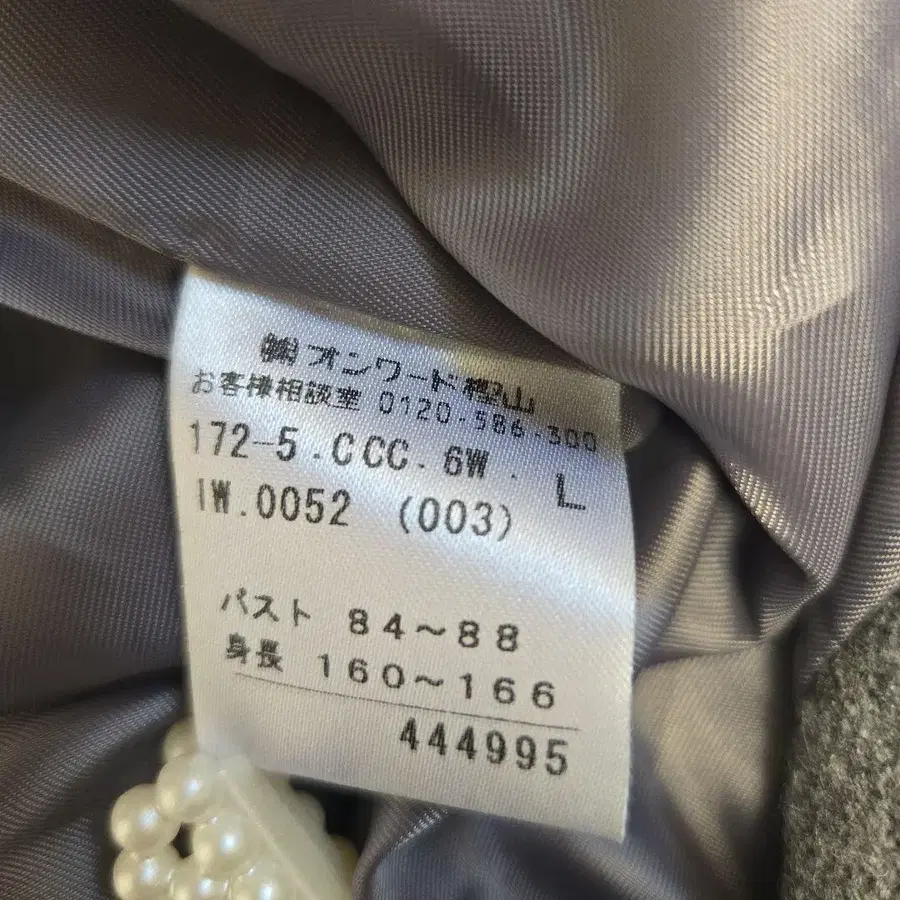 ㈱オンワード樫山
お客様相談室 0120-586-300
172-5.CCC.6W. L
IW.0052 (003)
バスト 84~88
身長 160~166
444995